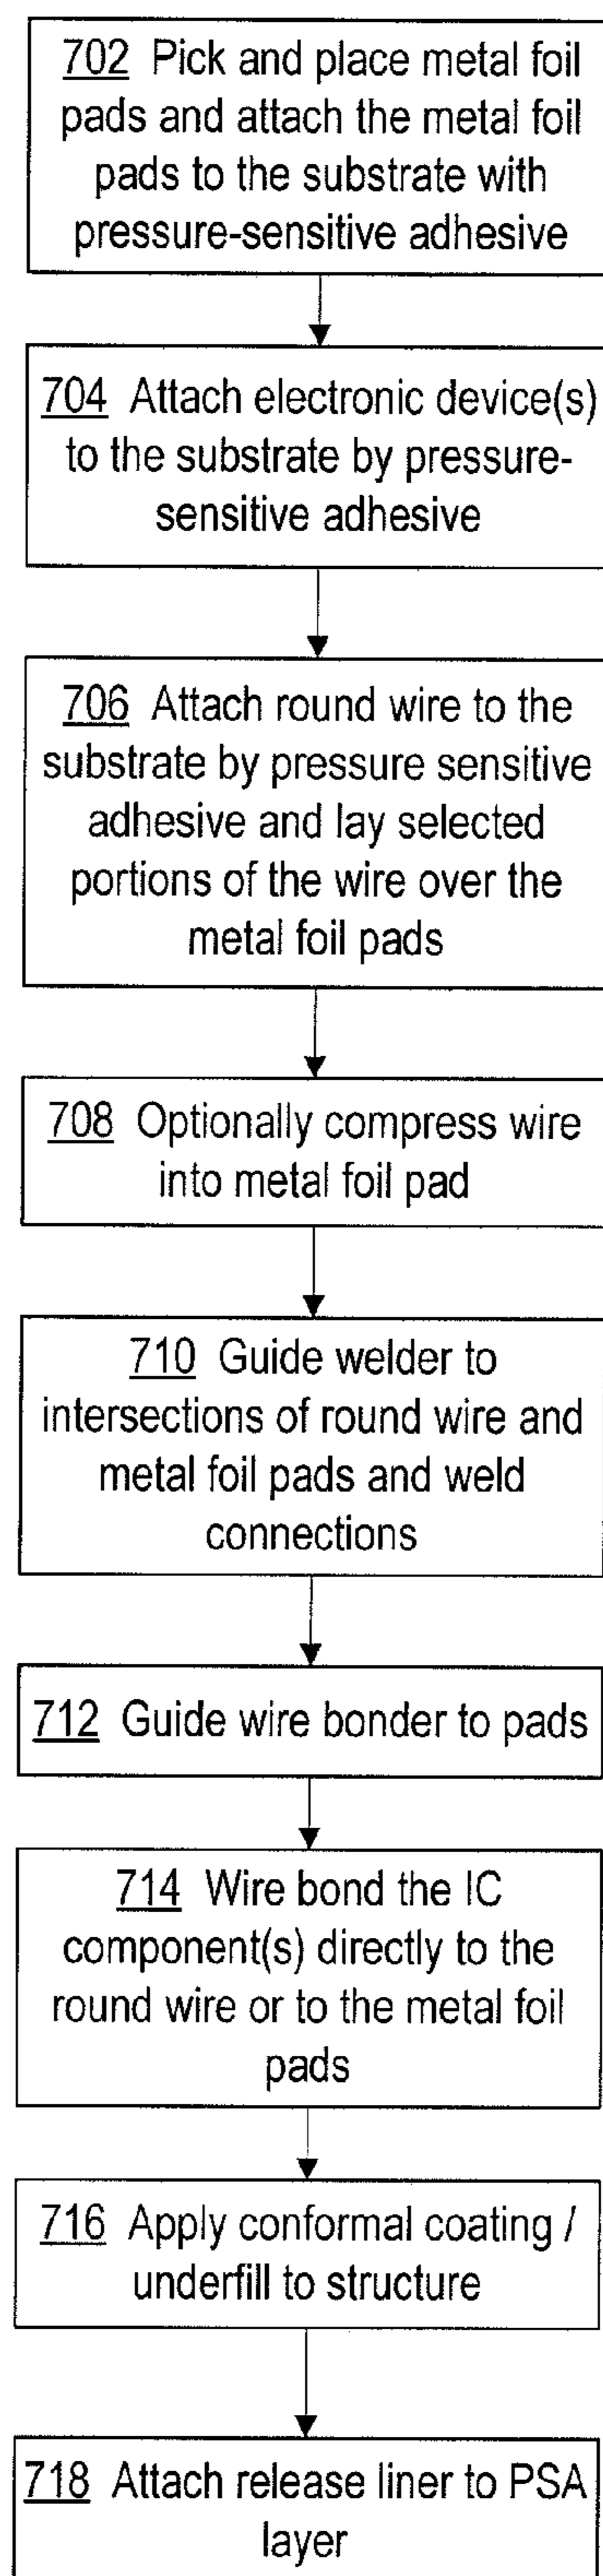 702 Pick and place metal foil
pads and attach the metal foil
pads to the substrate with
pressure-sensitive adhesive
704 Attach electronic device(s)
to the substrate by pressure-
sensitive adhesive
706 Attach round wire to the
substrate by pressure sensitive
adhesive and lay selected
portions of the wire over the
metal foil pads
708 Optionally compress wire
into metal foil pad
710 Guide welder to
intersections of round wire and
metal foil pads and weld
connections
712 Guide wire bonder to pads
714 Wire bond the IC
component(s) directly to the
round wire or to the metal foil
pads
716 Apply conformal coating /
underfill to structure
718 Attach release liner to PSA
layer